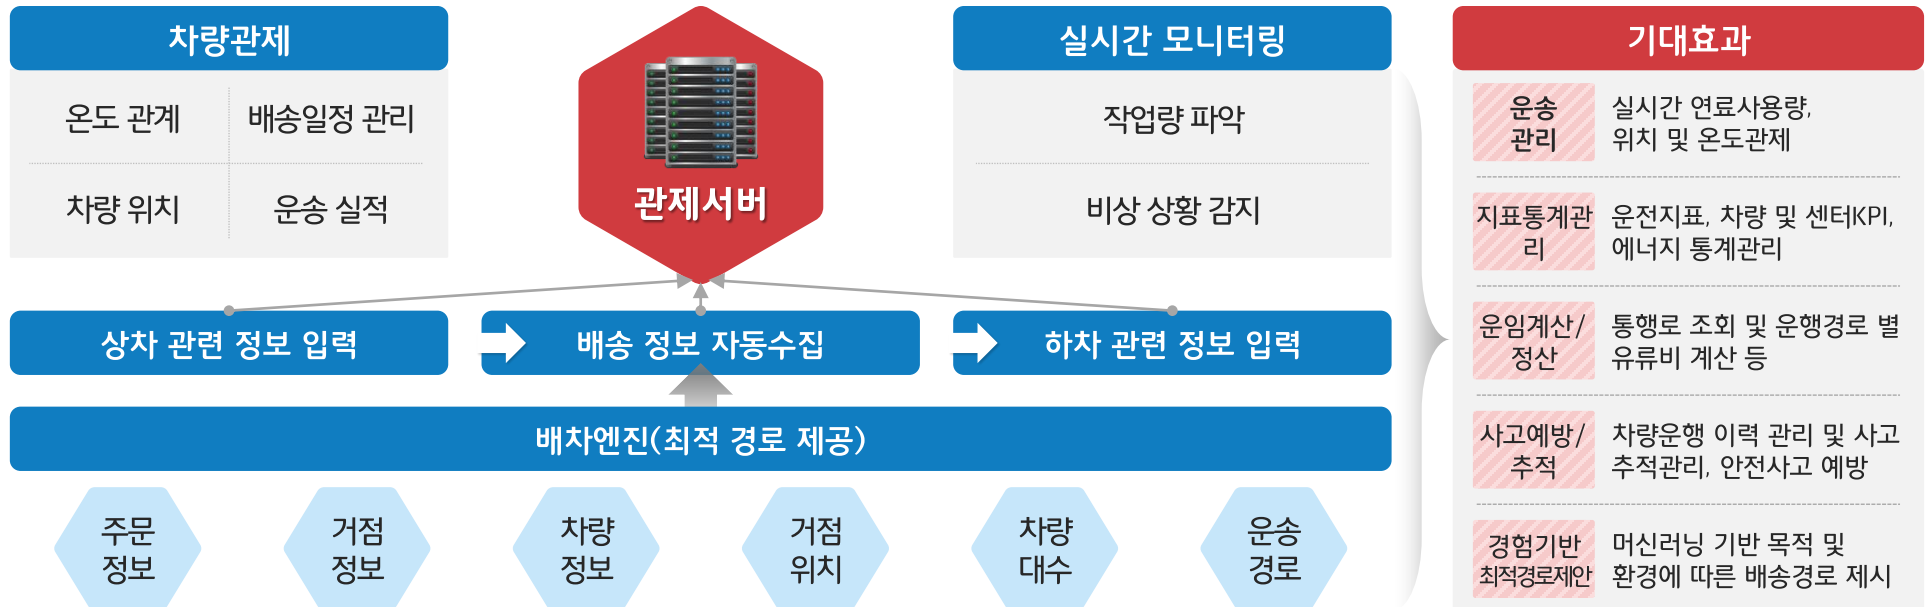 차량관제
온도 관계
배송일정 관리
차량 위치
운송 실적
관제서버
실시간 모니터링
작업량 파악
비상 상황 감지
상차 관련 정보 입력
배송 정보 자동수집
하차 관련 정보 입력
배차엔진(최적 경로 제공)
주문
정보
거점
정보
차량
정보
거점
위치
차량
대수
운송
경로
기대효과
운송
관리
실시간 연료사용량,
위치 및 온도관제
지표통계관
리
운전지표, 차량 및 센터KPI,
에너지 통계관리
운임계산/
정산
통행로 조회 및 운행경로 별
유류비 계산 등
사고예방/
추적
차량운행 이력 관리 및 사고
추적관리, 안전사고 예방
경험기반
최적경로제안
머신러닝 기반 목적 및
환경에 따른 배송경로 제시